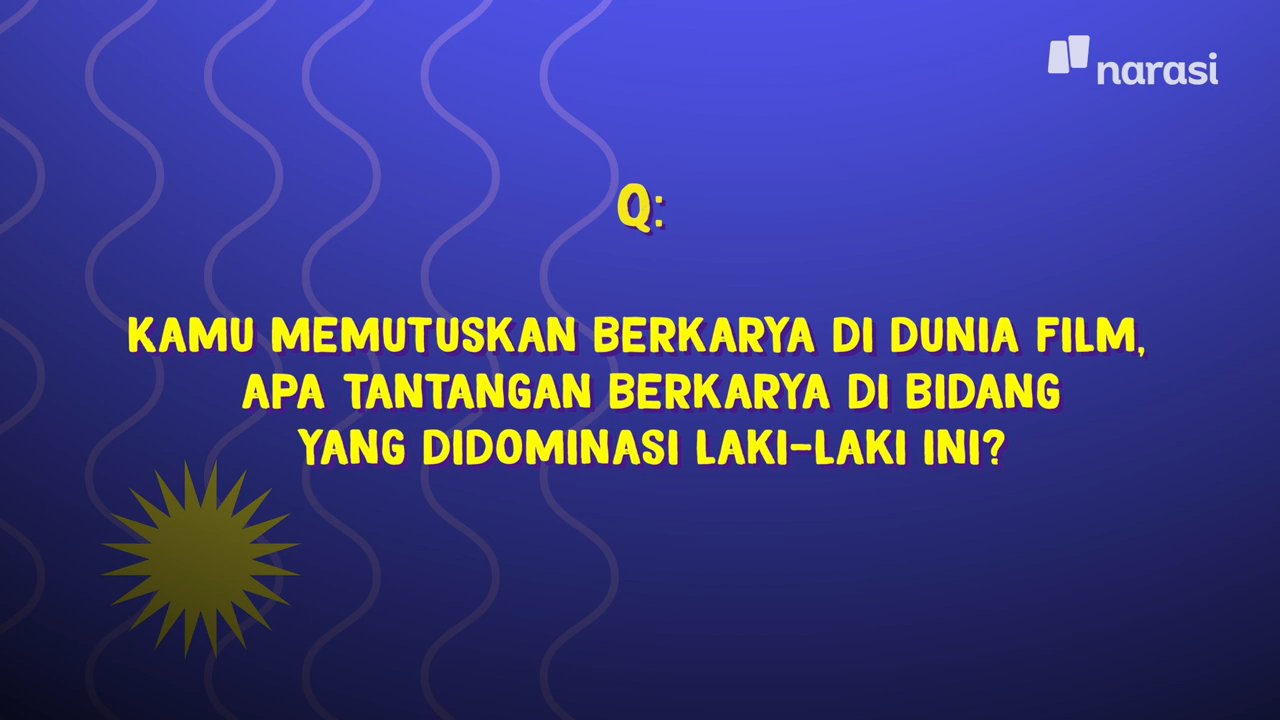 narasi
Q:
KAMU MEMUTUSKAN BERKARYA DI DUNIA FILM,
APA TANTANGAN BERKARYA DI BIDANG
YANG DIDOMINASI LAKI-LAKI INI?